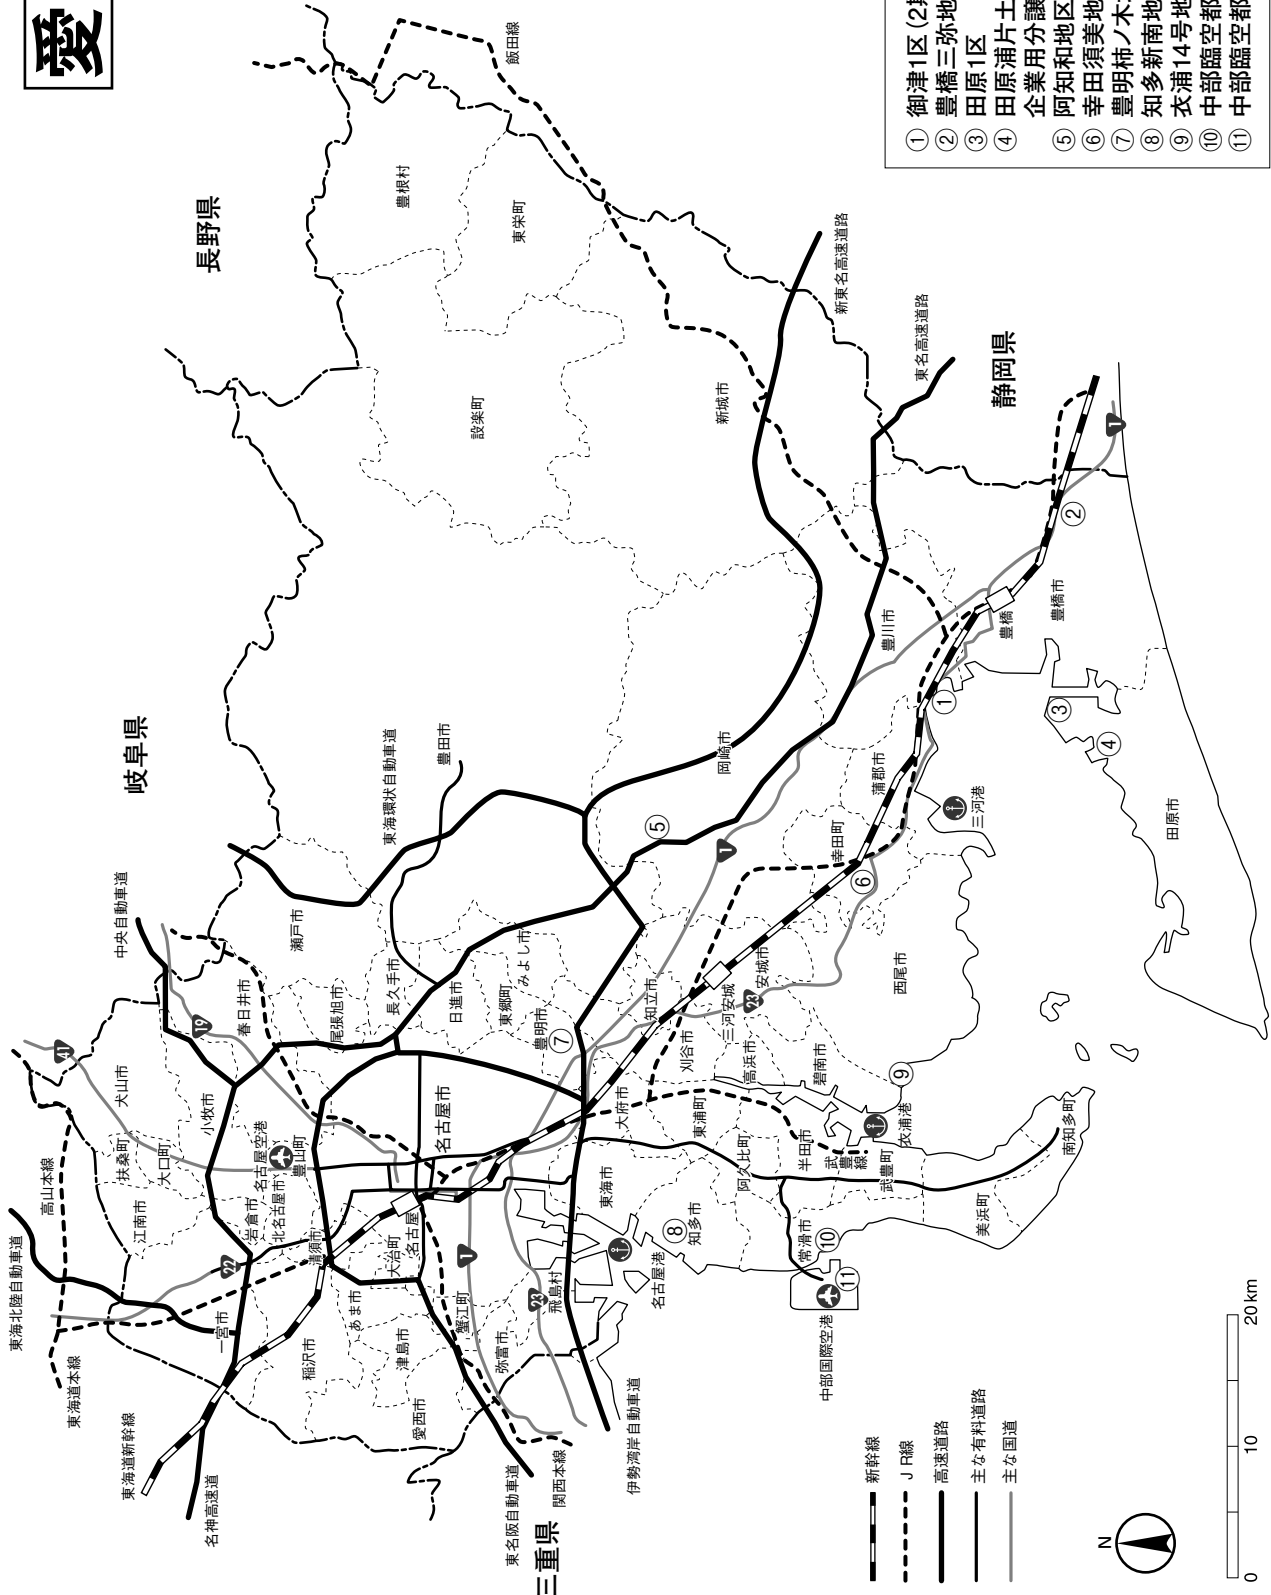 愛
長野県
岐阜県
静岡県
三重県
飯田線
豊根村
東栄町
設楽町
新城市
新東名高速道路
東名高速道路
豊川市
豊橋
豊橋市
田原市
蒲郡市
三河港
幸田町
岡崎市
豊田市
東海環状自動車道
中央自動車道
瀬戸市
春日井市
尾張旭市
長久手市
日進市
東郷町
みよし市
豊明市
知立市
三河安城
安城市
西尾市
刈谷市
高浜市
碧南市
大府市
東浦町
阿久比町
半田市
武豊線
武豊町
衣浦港
南知多町
美浜町
常滑市
知多市
東海市
名古屋港
中部国際空港
犬山市
扶桑町
大口町
小牧市
江南市
岩倉市
名古屋空港
豊山町
北名古屋市
清須市
名古屋市
名古屋
大治町
あま市
津島市
蟹江町
飛島村
弥富市
愛西市
稲沢市
一宮市
高山本線
東海北陸自動車道
東海道本線
東海道新幹線
名神高速道
東名阪自動車道
関西本線
伊勢湾岸自動車道
41
19
22
1
23
1
23
1
①
②
③
④
⑤
⑥
⑦
⑧
⑨
⑩
⑪
① 御津1区(2期
② 豊橋三弥地
③ 田原1区
④ 田原浦片土
企業用分譲
⑤ 阿知和地区
⑥ 幸田須美地
⑦ 豊明柿ノ木
⑧ 知多新南地
⑨ 衣浦14号地
⑩ 中部臨空都
⑪ 中部臨空都
新幹線
JR線
高速道路
主な有料道路
主な国道
N
0 10 20km